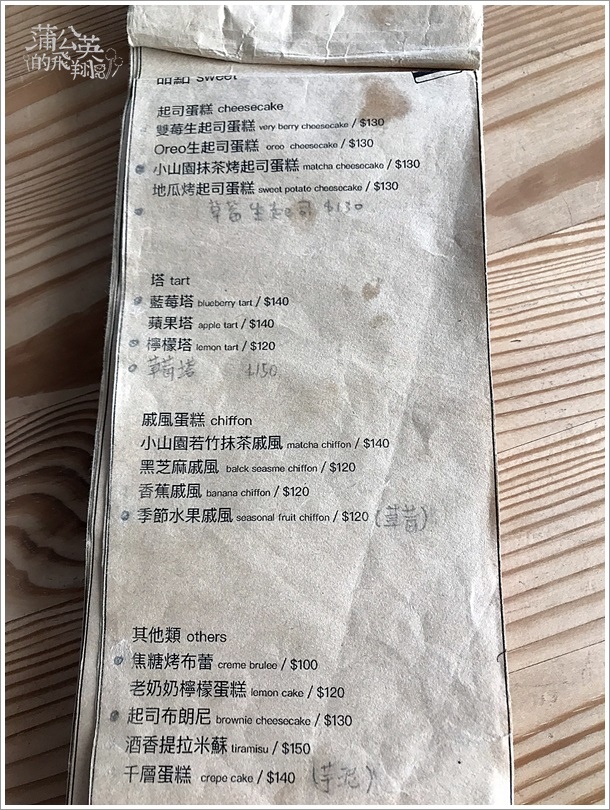 蒲公英
的飛翔
甜點 sweet
起司蛋糕 cheesecake
雙莓生起司蛋糕 very berry cheesecake / $130
Oreo生起司蛋糕 oreo cheesecake / $130
小山園抹茶烤起司蛋糕 matcha cheesecake / $130
地瓜烤起司蛋糕 sweet potato cheesecake / $130
草莓生起司 $130
塔 tart
藍莓塔 blueberry tart / $140
蘋果塔 apple tart / $140
檸檬塔 lemon tart / $120
草莓塔 $150
戚風蛋糕 chiffon
小山園若竹抹茶戚風 matcha chiffon / $140
黑芝麻戚風 balck seasme chiffon / $120
香蕉戚風 banana chiffon / $120
季節水果戚風 seasonal fruit chiffon / $120 (草莓)
其他類 others
焦糖烤布蕾 creme brulee / $100
老奶奶檸檬蛋糕 lemon cake / $120
起司布朗尼 brownie cheesecake / $130
酒香提拉米蘇 tiramisu / $150
千層蛋糕 crepe cake / $140